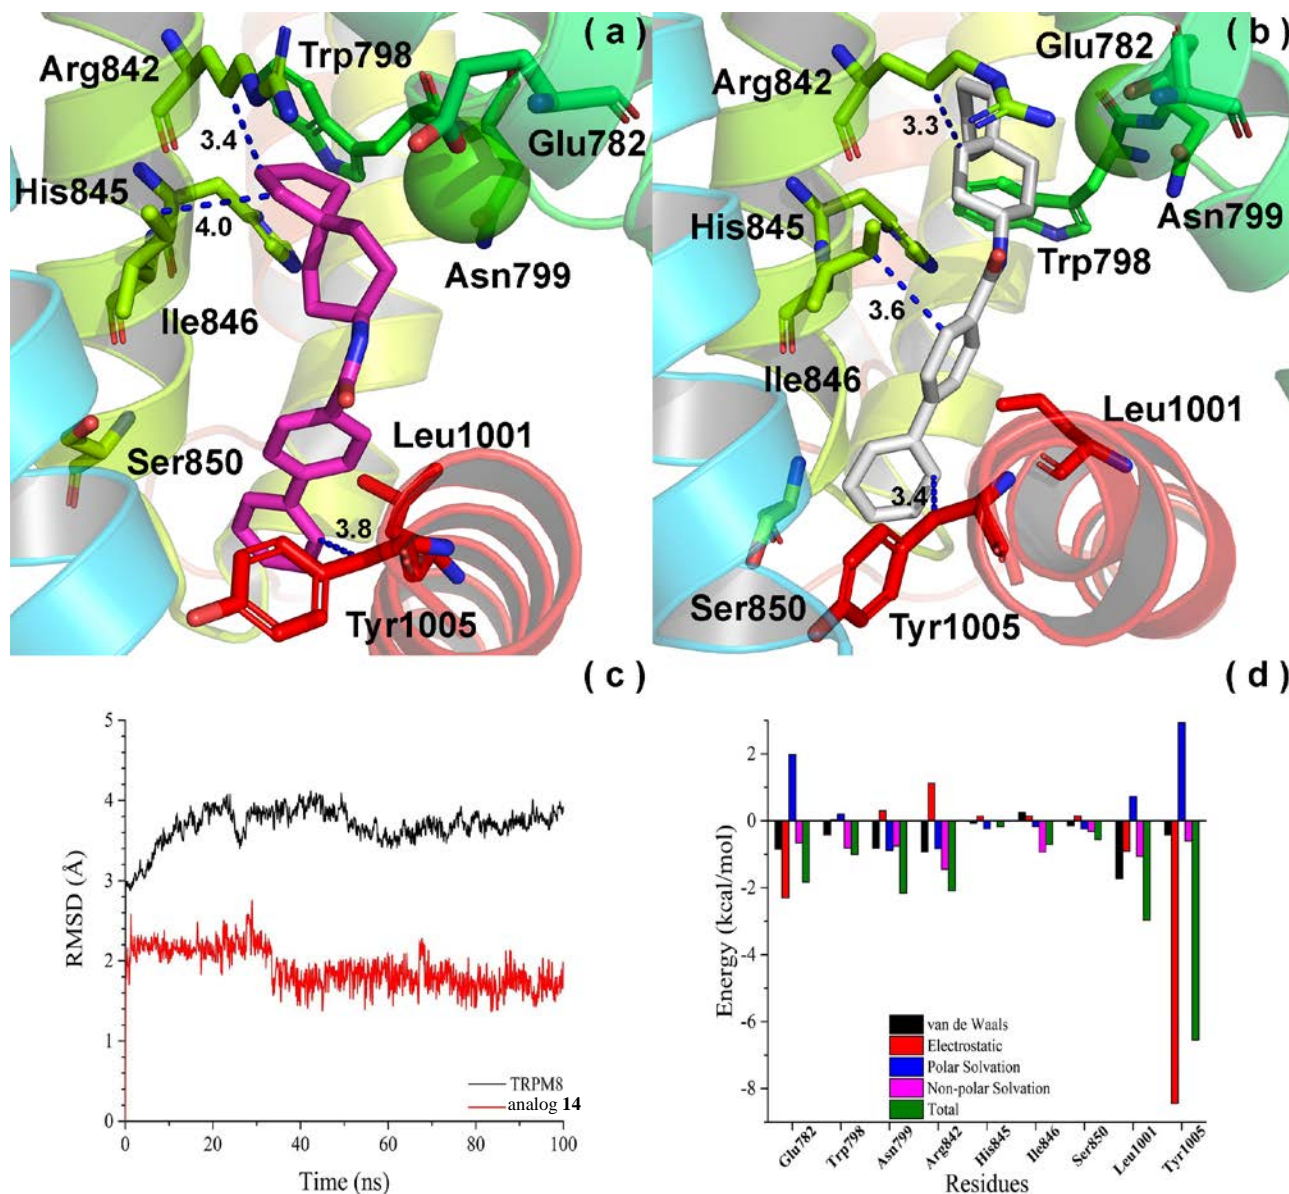 ( a )
Arg842
Trp798
3.4
Glu782
His845
4.0
Asn799
Ile846
Leu1001
Ser850
3.8
Tyr1005
( b )
Glu782
Arg842
3.3
His845
Asn799
Trp798
3.6
Ile846
Leu1001
3.4
Ser850
Tyr1005
( c )
5
4
3
2
1
0
RMSD (Å)
TRPM8
analog 14
0
20
40
60
80
100
Time (ns)
( d )
2
0
-2
-4
-6
-8
Energy (kcal/mol)
van de Waals
Electrostatic
Polar Solvation
Non-polar Solvation
Total
Glu782
Trp798
Asn799
Arg842
His845
Ile846
Ser850
Leu1001
Tyr1005
Residues